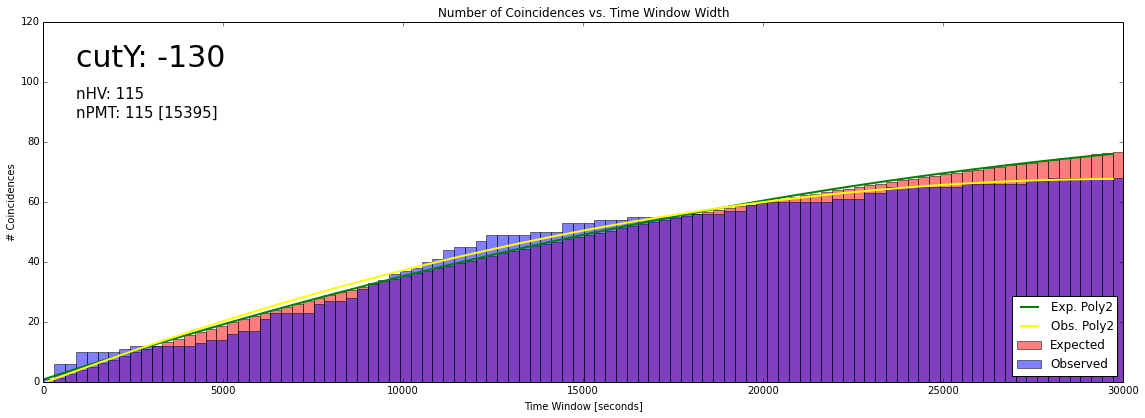 Number of Coincidences vs. Time Window Width
120
100
80
60
40
20
0
# Coincidences
cutY: -130
nHV: 115
nPMT: 115 [15395]
Exp. Poly2
Obs. Poly2
Expected
Observed
0 5000 10000 15000 20000 25000 30000
Time Window [seconds]